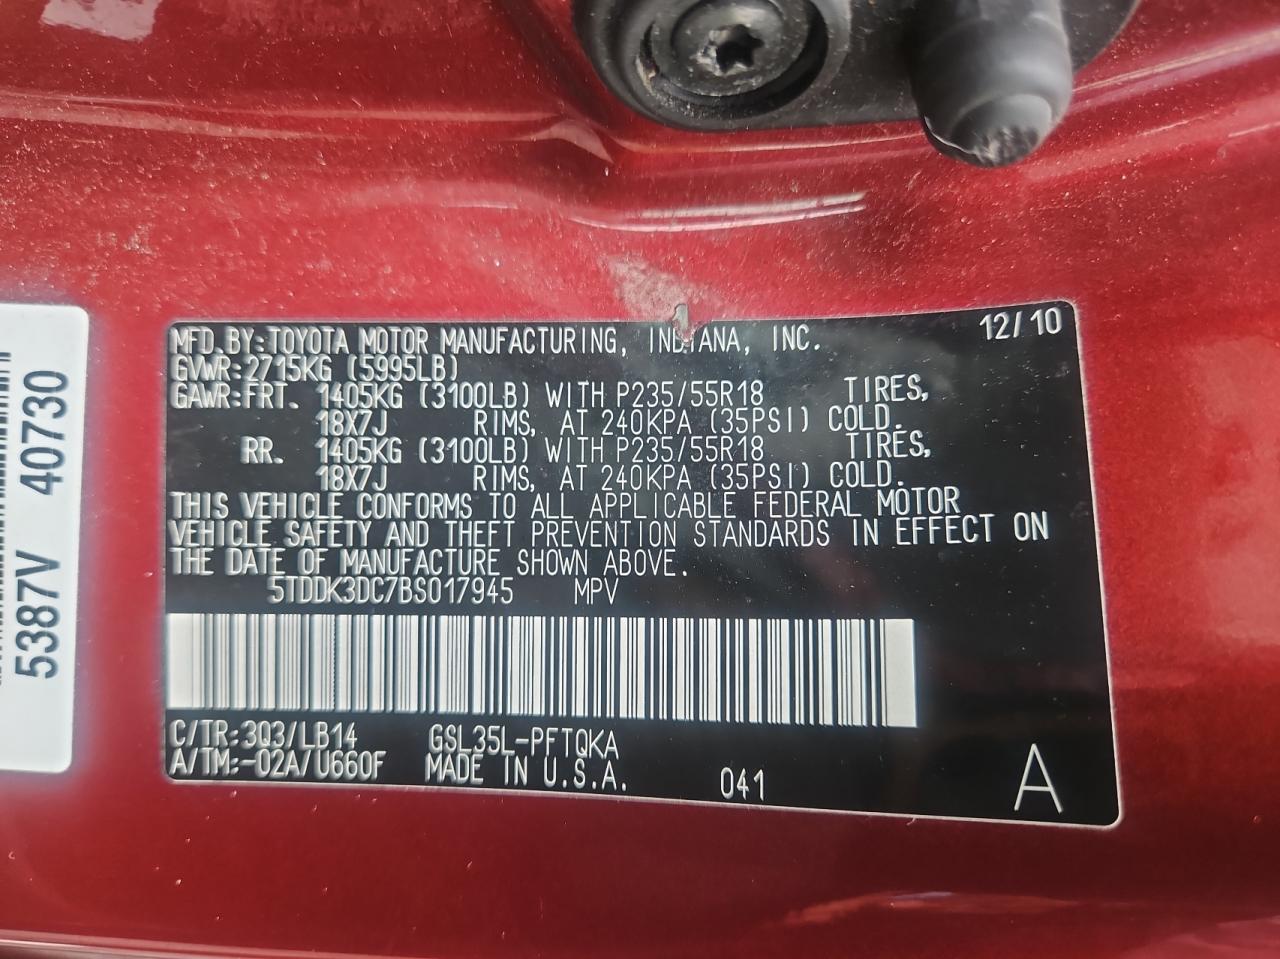 MFD.BY:TOYOTA MOTOR MANUFACTURING, INDIANA, INC. 12/10
GVWR:2715KG (5995LB)
GAWR:FRT. 1405KG (3100LB) WITH P235/55R18 TIRES,
18X7J RIMS, AT 240KPA (35PSI) COLD.
RR. 1405KG (3100LB) WITH P235/55R18 TIRES,
18X7J RIMS, AT 240KPA (35PSI) COLD.
THIS VEHICLE CONFORMS TO ALL APPLICABLE FEDERAL MOTOR
VEHICLE SAFETY AND THEFT PREVENTION STANDARDS IN EFFECT ON
THE DATE OF MANUFACTURE SHOWN ABOVE.
5TDDK3DC7BS017945 MPV
C/TR:3Q3/LB14 GSL35L-PFTQKA
A/TM:-02A/U660F MADE IN U.S.A. 041 A
5387V 40730